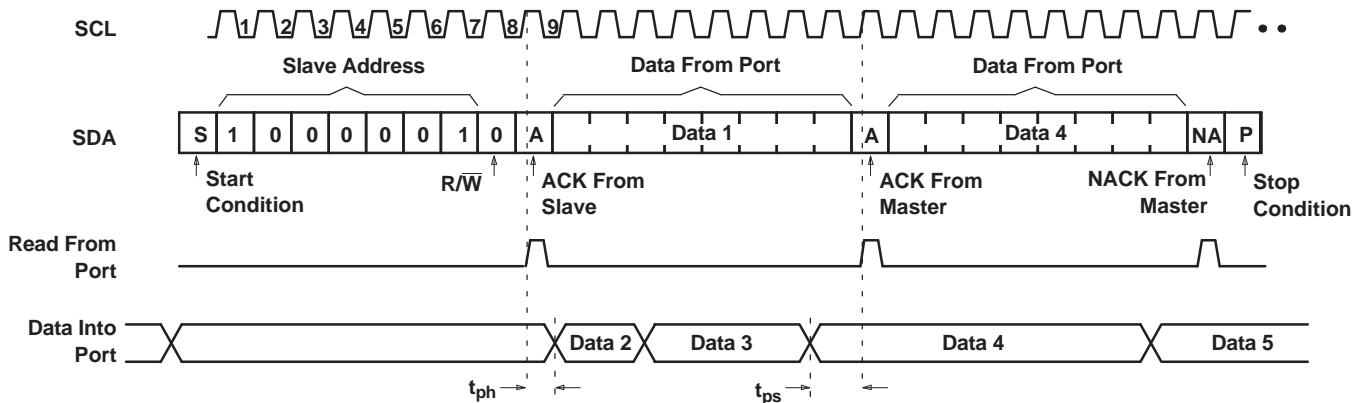 SCL
1 2 3 4 5 6 7 8 9
Slave Address
Data From Port
Data From Port
SDA
S 1 0 0 0 0 0 1 0 A Data 1 A Data 4 NA P
Start
Condition
R/W̅
ACK From
Slave
ACK From
Master
NACK From
Master
Stop
Condition
Read From
Port
Data Into
Port
Data 2
Data 3
Data 4
Data 5
tph
tps